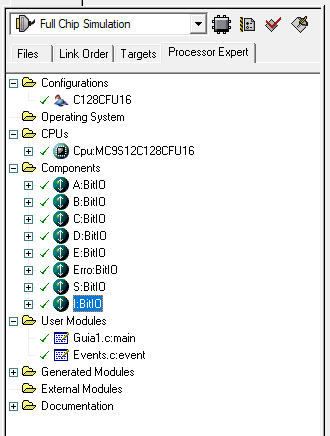 Full Chip Simulation
Files Link Order Targets Processor Expert
Configurations
C128CFU16
Operating System
CPUs
Cpu:MC9S12C128CFU16
Components
A:BitIO
B:BitIO
C:BitIO
D:BitIO
E:BitIO
Erro:BitIO
S:BitIO
I:BitIO
User Modules
Guia1.c:main
Events.c:event
Generated Modules
External Modules
Documentation